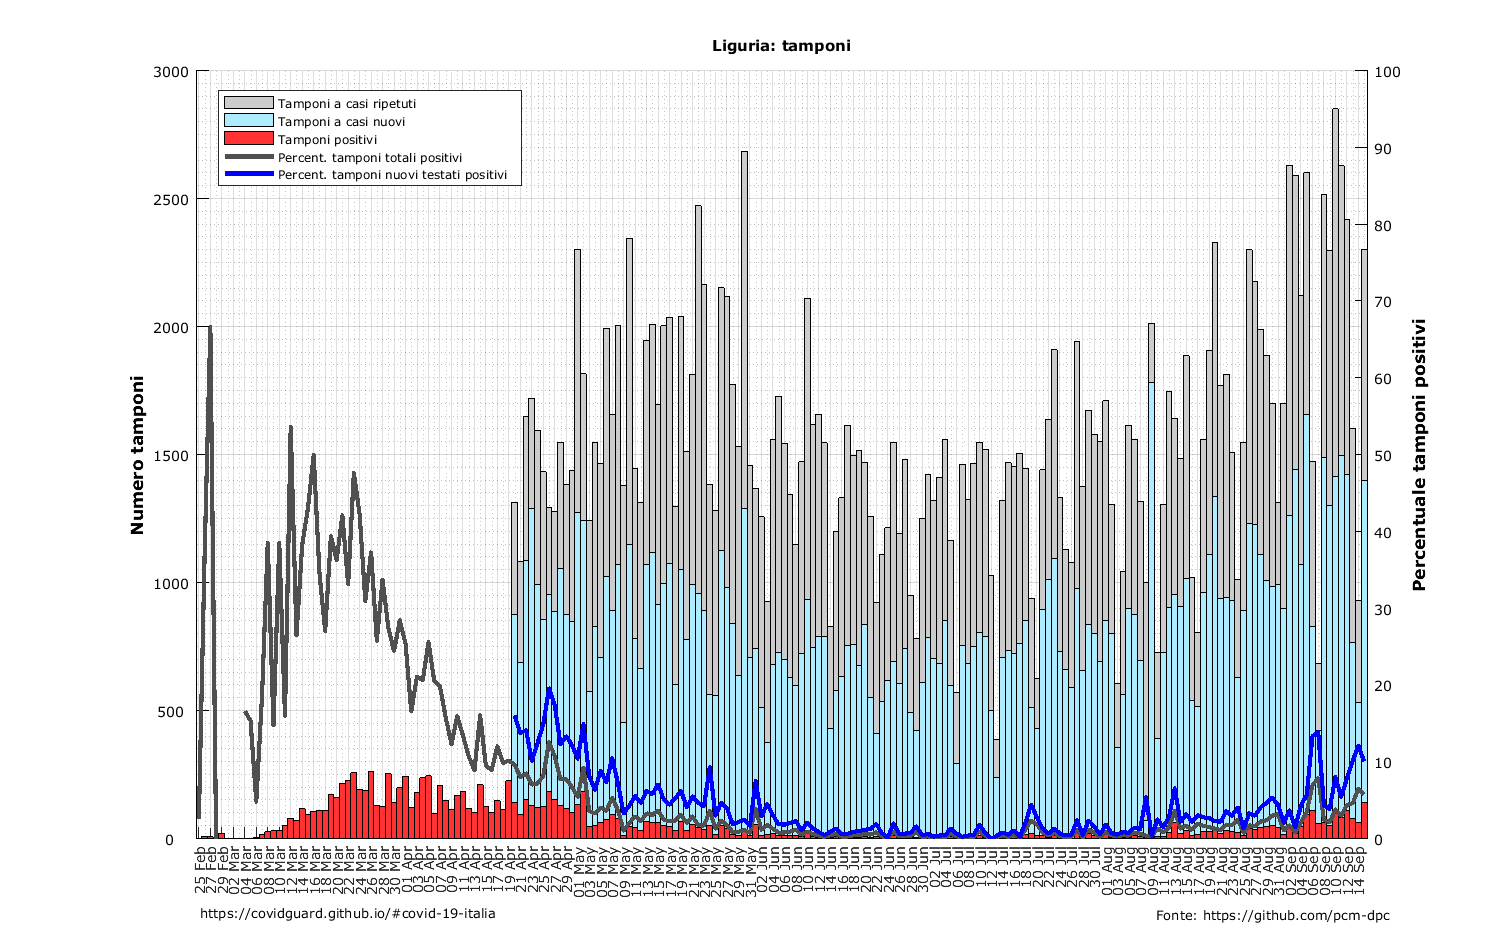 Liguria: tamponi
Tamponi a casi ripetuti
Tamponi a casi nuovi
Tamponi positivi
Percent. tamponi totali positivi
Percent. tamponi nuovi testati positivi
Numero tamponi
3000
2500
2000
1500
1000
500
0
Percentuale tamponi positivi
100
90
80
70
60
50
40
30
20
10
0
25 Feb
27 Feb
29 Feb
02 Mar
04 Mar
06 Mar
08 Mar
10 Mar
12 Mar
14 Mar
16 Mar
18 Mar
20 Mar
22 Mar
24 Mar
26 Mar
28 Mar
30 Mar
01 Apr
03 Apr
05 Apr
07 Apr
09 Apr
11 Apr
13 Apr
15 Apr
17 Apr
19 Apr
21 Apr
23 Apr
25 Apr
27 Apr
29 Apr
01 May
03 May
05 May
07 May
09 May
11 May
13 May
15 May
17 May
19 May
21 May
23 May
25 May
27 May
29 May
31 May
02 Jun
04 Jun
06 Jun
08 Jun
10 Jun
12 Jun
14 Jun
16 Jun
18 Jun
20 Jun
22 Jun
24 Jun
26 Jun
28 Jun
30 Jun
02 Jul
04 Jul
06 Jul
08 Jul
10 Jul
12 Jul
14 Jul
16 Jul
18 Jul
20 Jul
22 Jul
24 Jul
26 Jul
28 Jul
30 Jul
01 Aug
03 Aug
05 Aug
07 Aug
09 Aug
11 Aug
13 Aug
15 Aug
17 Aug
19 Aug
21 Aug
23 Aug
25 Aug
27 Aug
29 Aug
31 Aug
02 Sep
04 Sep
06 Sep
08 Sep
10 Sep
12 Sep
14 Sep
https://covidguard.github.io/#covid-19-italia
Fonte: https://github.com/pcm-dpc